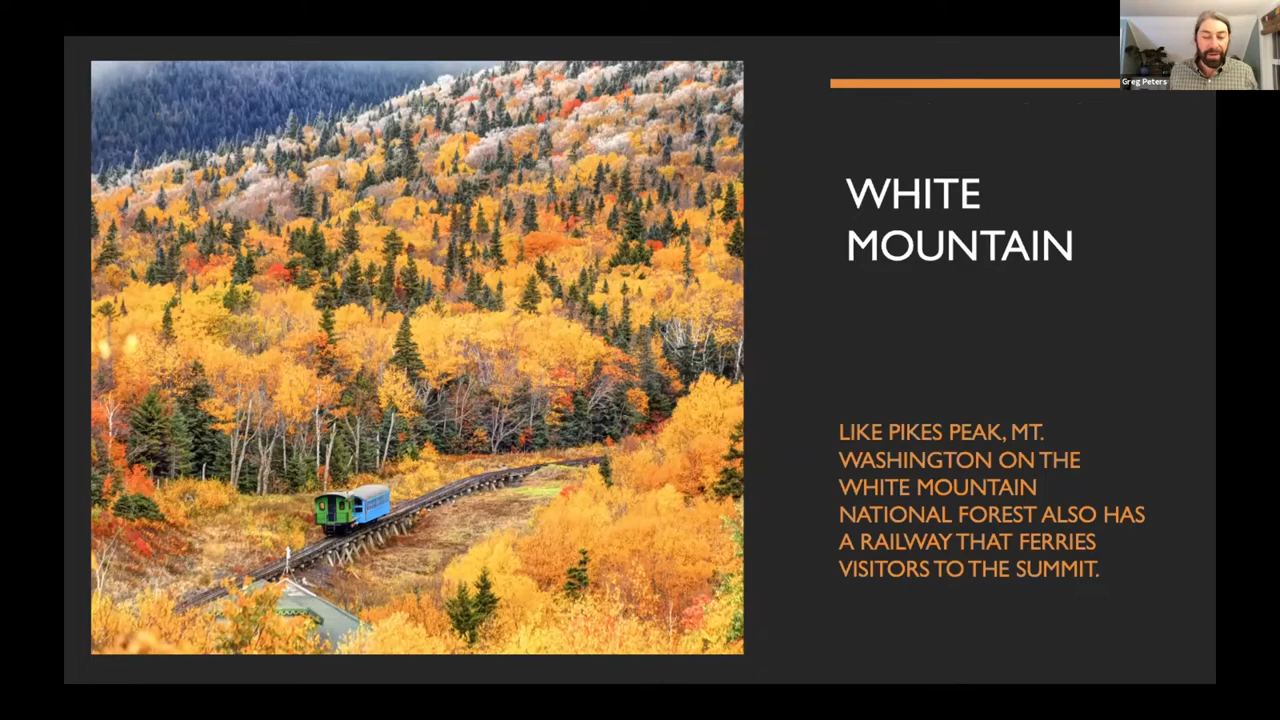 Greg Peters
WHITE
MOUNTAIN
LIKE PIKES PEAK, MT.
WASHINGTON ON THE
WHITE MOUNTAIN
NATIONAL FOREST ALSO HAS
A RAILWAY THAT FERRIES
VISITORS TO THE SUMMIT.